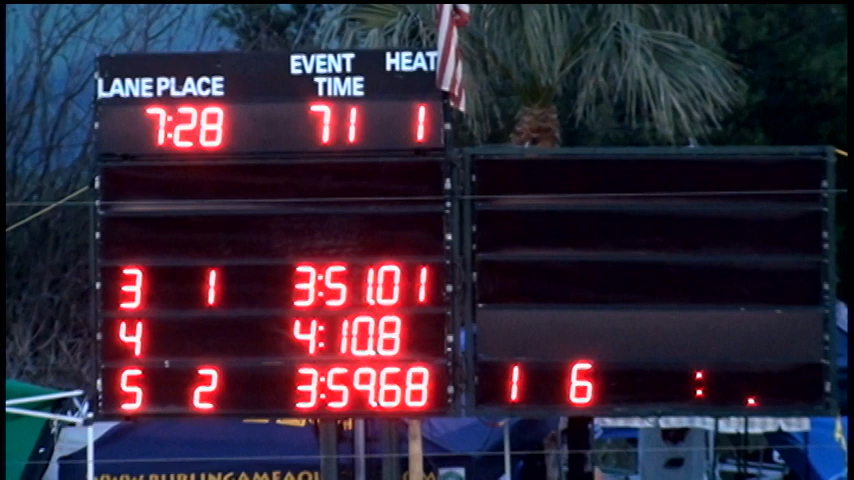 EVENT HEAT
LANE PLACE TIME
7:28 71 1
3 1 3:51.01
4 4:10.8
5 2 3:59.68
1 6 : .